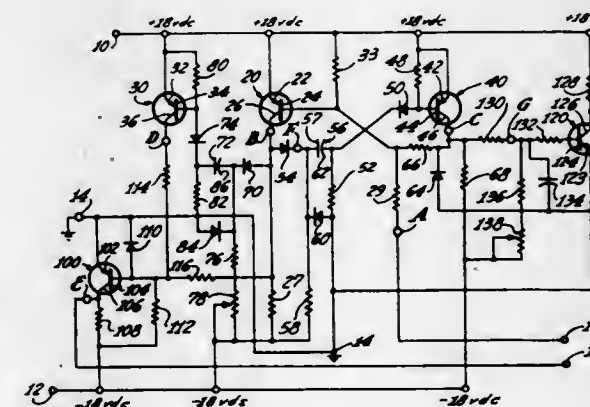 +18vdc +18vdc +18vdc +18
10
32 80 22 33 48 42 128
30 34 20 24 50 40 126
36 74 26 57 56 44 46 C 130 G 132 120
D 72 B F 54 62 66 64 124
86 70 52 29 68 136 123
114 82 134
14 110 84 60 A 138
102 76
100 116
104
E 106 78 27
108 112 58 14
12
-18vdc -18vdc -18vdc